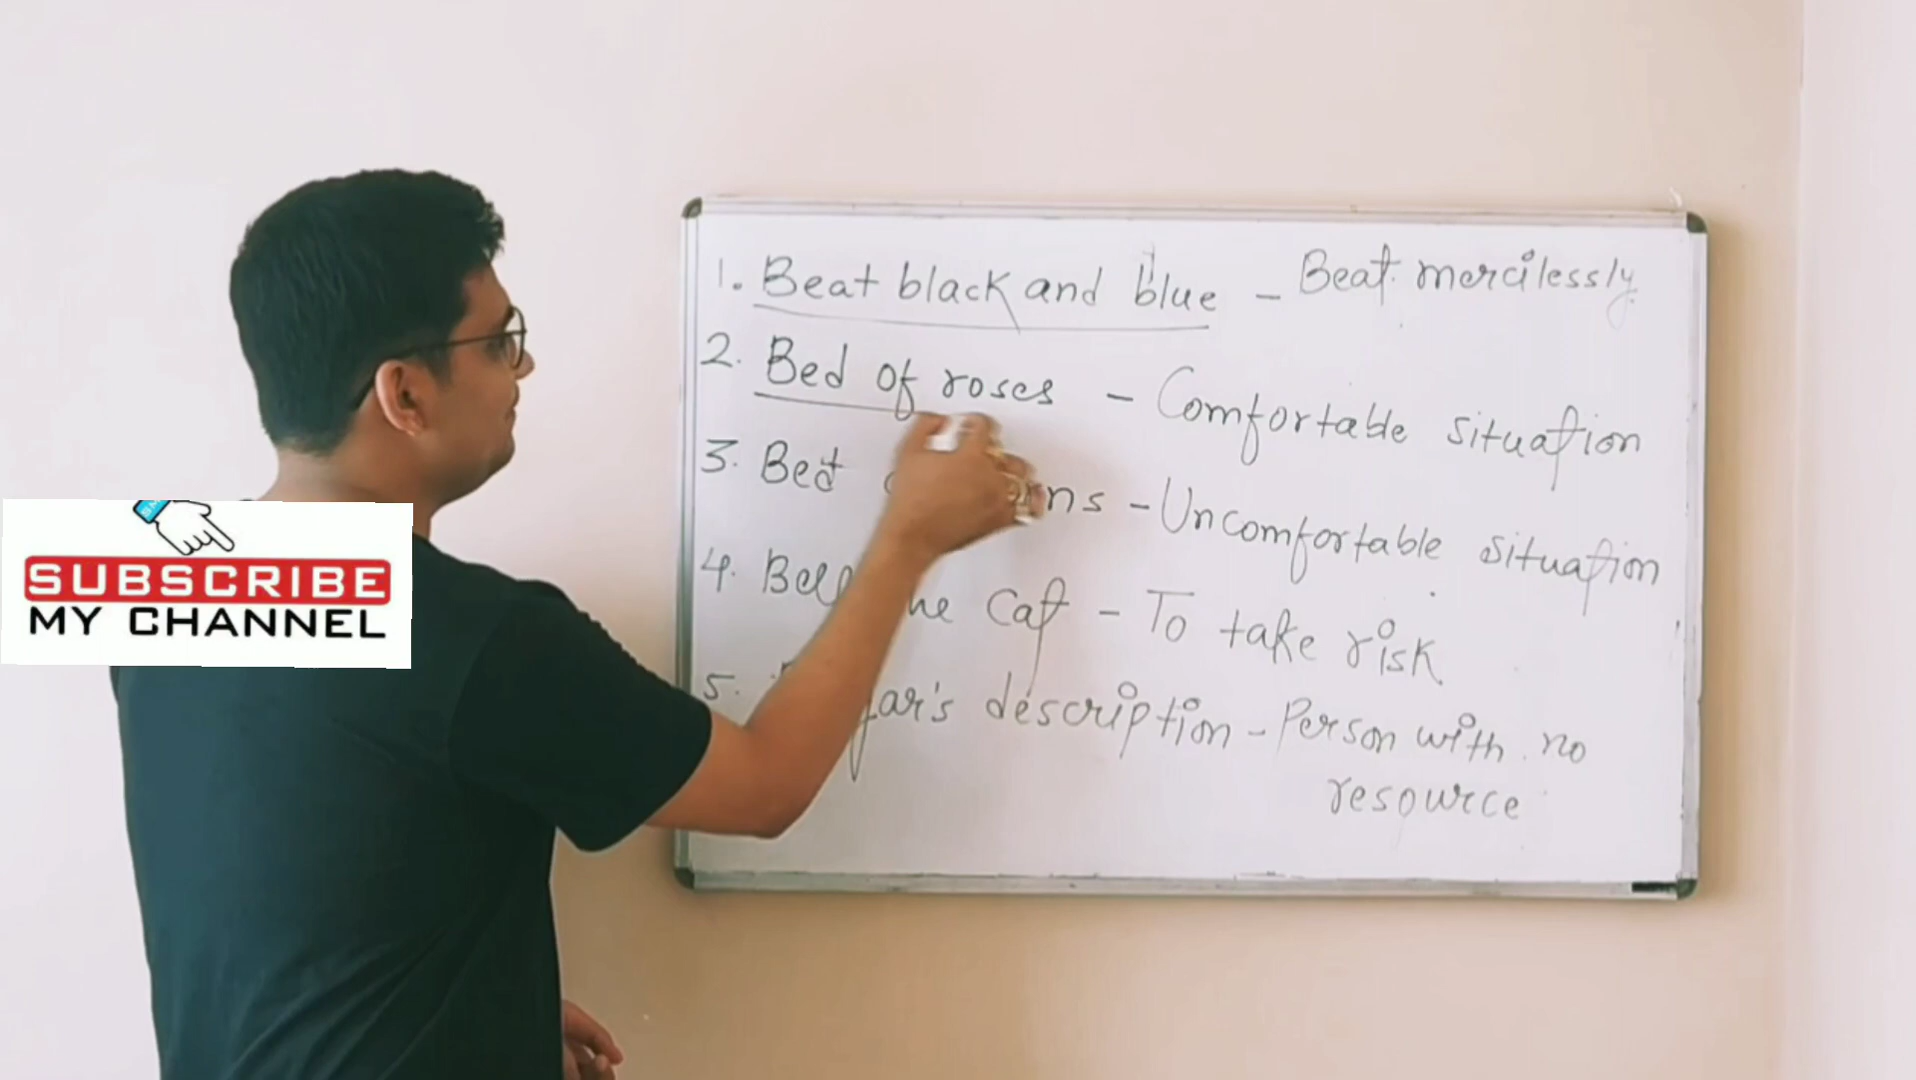 1. Beat black and blue - Beat mercilessly.
2. Bed of roses - Comfortable situation
3. Bed - Uncomfortable situation
4. Bell Cat - To take risk
5. description - Person with no
resource
SUBSCRIBE
MY CHANNEL